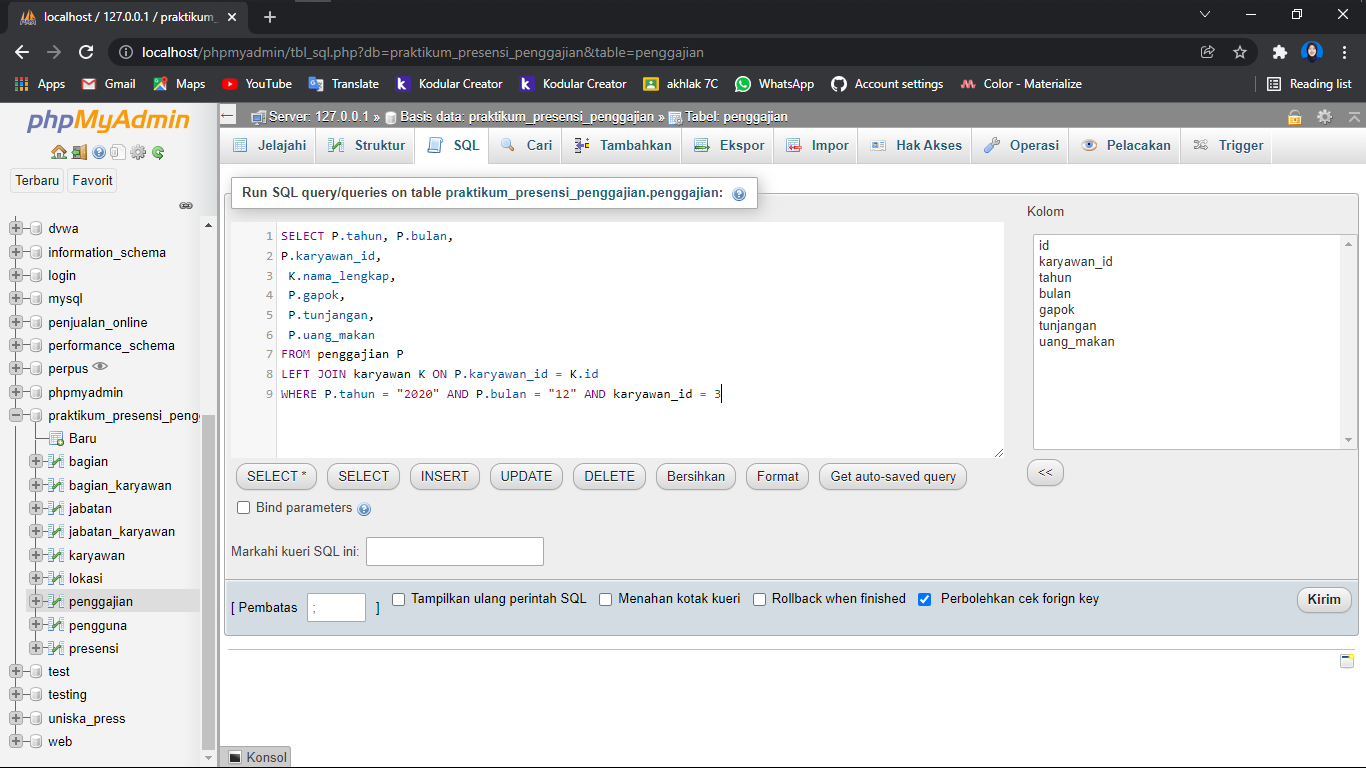 localhost / 127.0.0.1 / praktikum_
localhost/phpmyadmin/tbl_sql.php?db=praktikum_presensi_penggajian&table=penggajian
Apps Gmail Maps YouTube Translate Kodular Creator Kodular Creator akhlak 7C WhatsApp Account settings Color - Materialize Reading list
phpMyAdmin
Terbaru Favorit
dvwa
information_schema
login
mysql
penjualan_online
performance_schema
perpus
phpmyadmin
praktikum_presensi_peng
Baru
bagian
bagian_karyawan
jabatan
jabatan_karyawan
karyawan
lokasi
penggajian
pengguna
presensi
test
testing
uniska_press
web
Server: 127.0.0.1 » Basis data: praktikum_presensi_penggajian » Tabel: penggajian
Jelajahi Struktur SQL Cari Tambahkan Ekspor Impor Hak Akses Operasi Pelacakan Trigger
Run SQL query/queries on table praktikum_presensi_penggajian.penggajian:
1 SELECT P.tahun, P.bulan,
2 P.karyawan_id,
3 K.nama_lengkap,
4 P.gapok,
5 P.tunjangan,
6 P.uang_makan
7 FROM penggajian P
8 LEFT JOIN karyawan K ON P.karyawan_id = K.id
9 WHERE P.tahun = "2020" AND P.bulan = "12" AND karyawan_id = 3
Kolom
id
karyawan_id
tahun
bulan
gapok
tunjangan
uang_makan
<<
SELECT * SELECT INSERT UPDATE DELETE Bersihkan Format Get auto-saved query
Bind parameters
Markahi kueri SQL ini:
[ Pembatas ; ] Tampilkan ulang perintah SQL Menahan kotak kueri Rollback when finished Perbolehkan cek forign key Kirim
Konsol